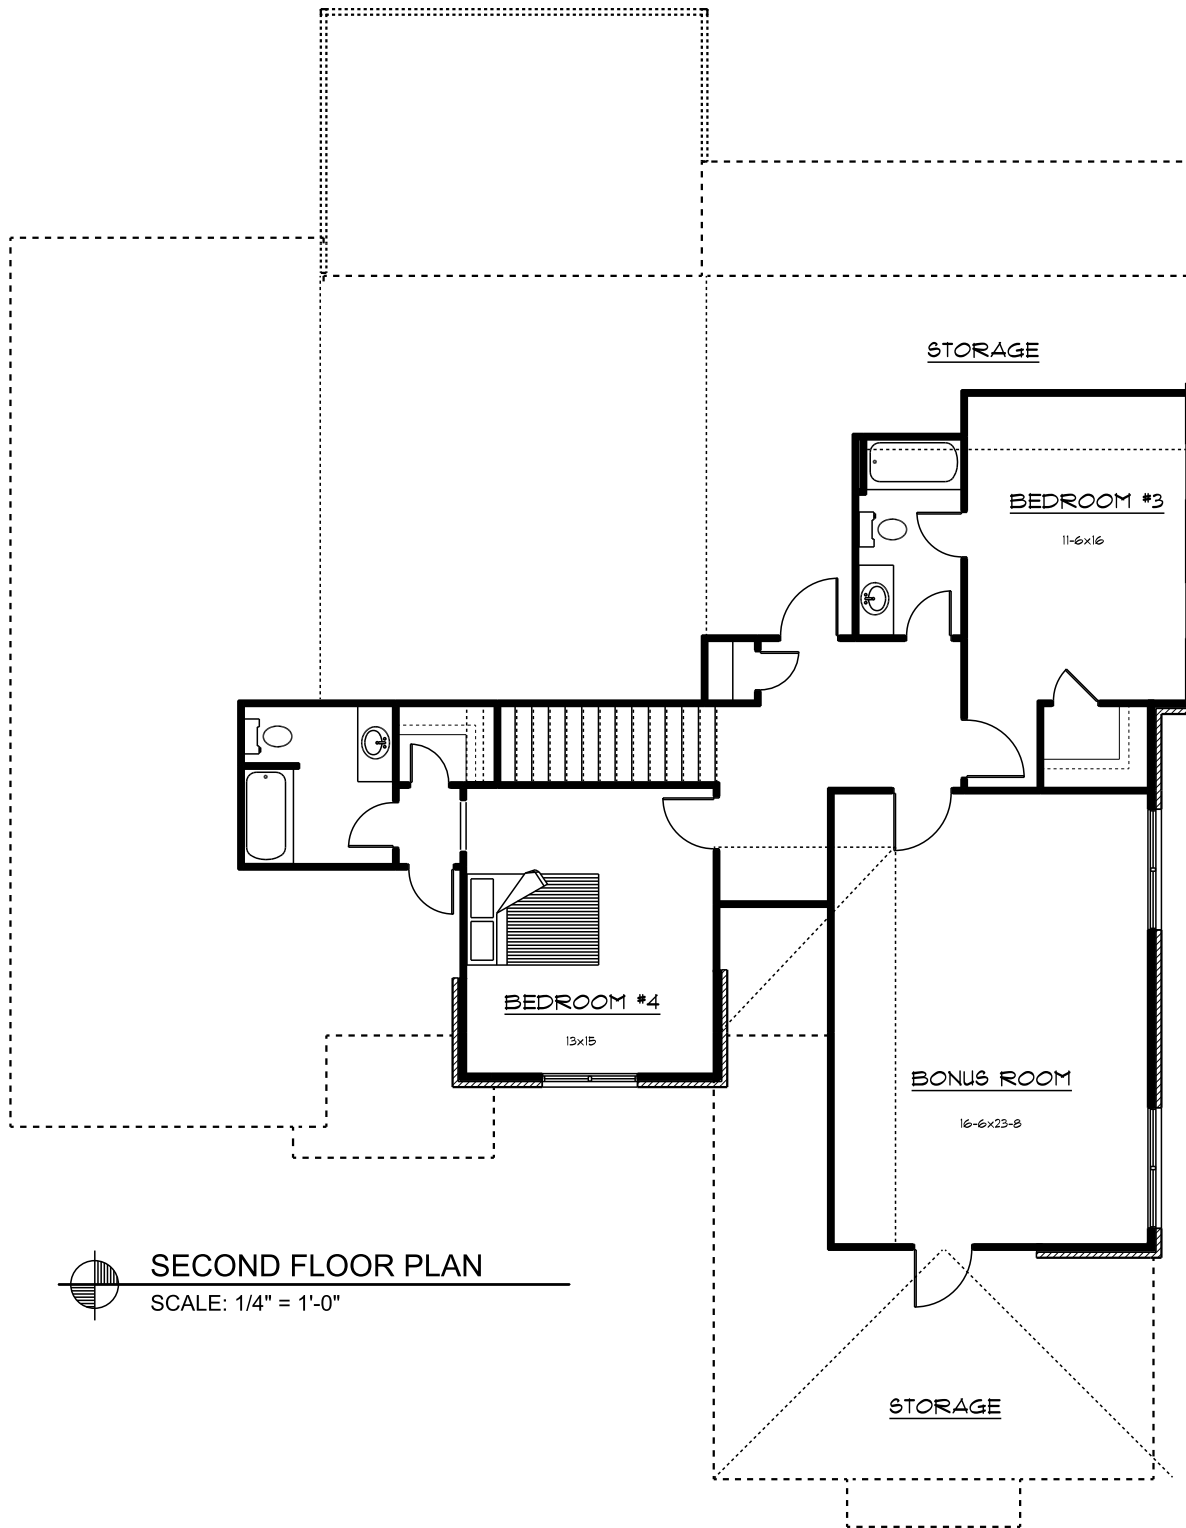 STORAGE
BEDROOM #3
11-6x16
BEDROOM #4
13x15
BONUS ROOM
16-6x23-8
SECOND FLOOR PLAN
SCALE: 1/4" = 1'-0"
STORAGE